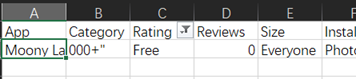 A B C D E F
App Category Rating Reviews Size Instal
Moony La 000+" Free 0 Everyone Photo